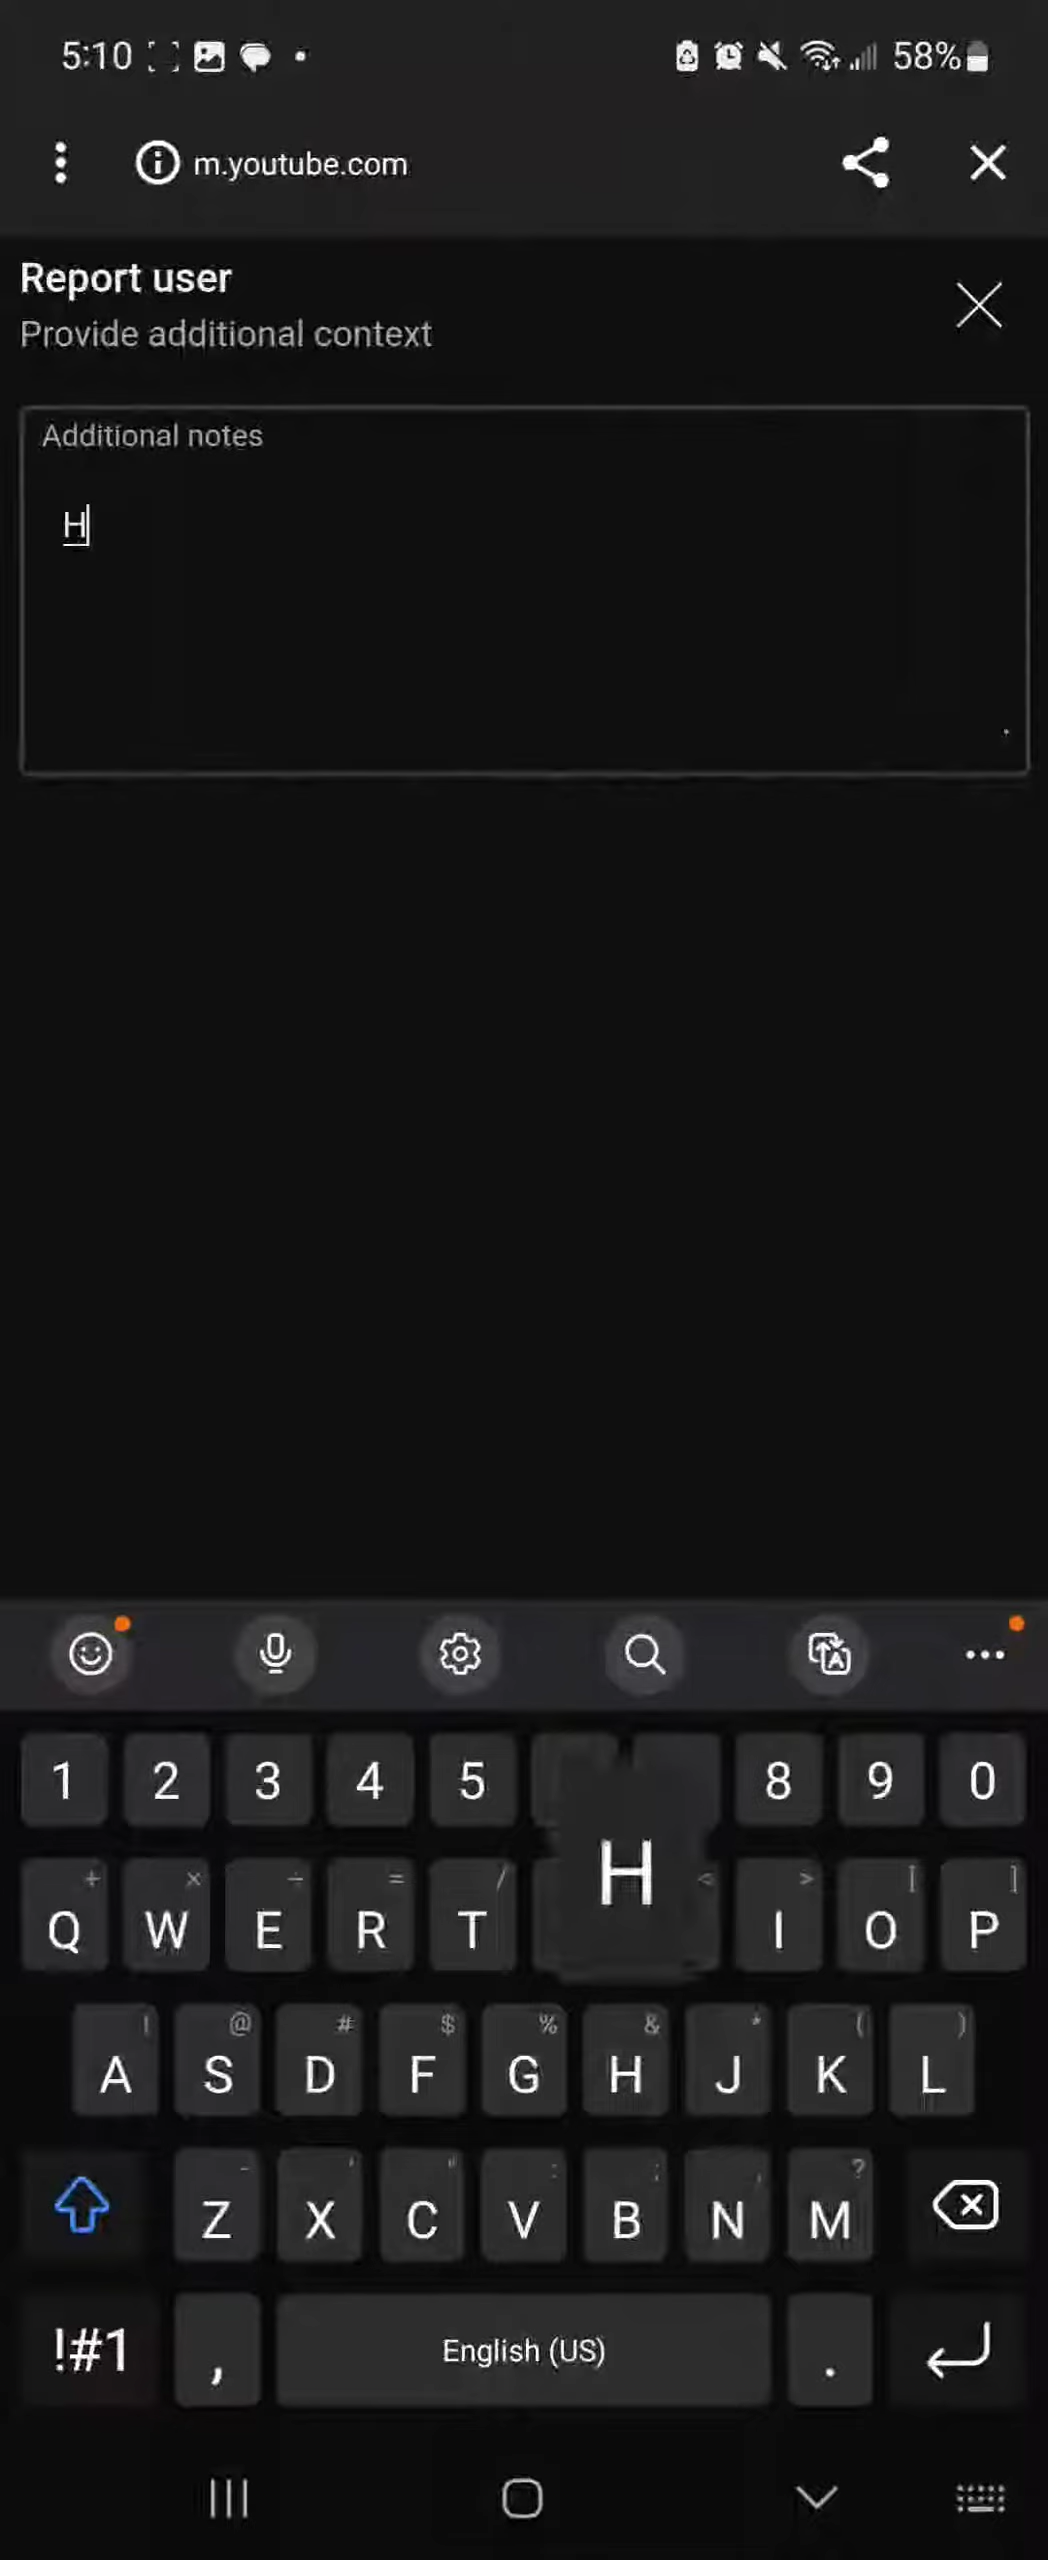 5:10 58%
m.youtube.com
Report user
Provide additional context
Additional notes
H
1 2 3 4 5 8 9 0
H
+ × ÷ = / < > [ ]
Q W E R T I O P
! @ # $ % & * ( )
A S D F G H J K L
- ' " : ; , ?
Z X C V B N M
!#1 , English (US) .